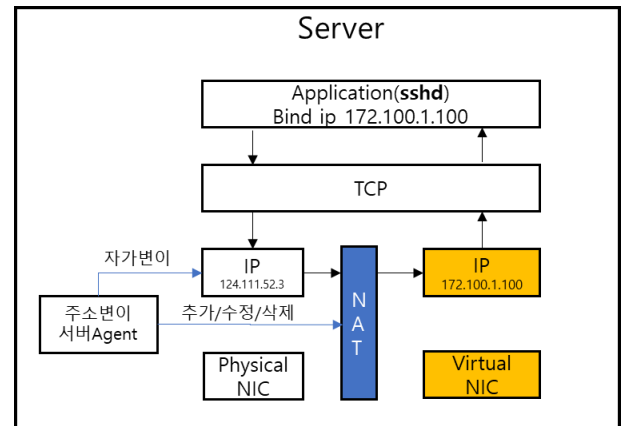 Server
Application(sshd)
Bind ip 172.100.1.100
TCP
자가변이
IP
124.111.52.3
IP
172.100.1.100
NAT
주소변이
서버Agent
추가/수정/삭제
Physical
NIC
Virtual
NIC